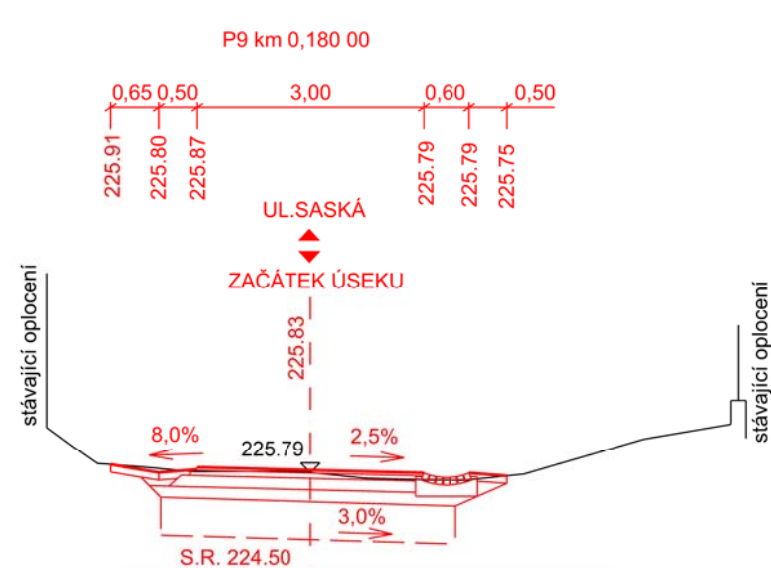 P9 km 0,180 00
0,65 0,50 3,00 0,60 0,50
225.91 225.80 225.87 225.79 225.79 225.75
UL.SASKÁ
ZAČÁTEK ÚSEKU
225.83
stávající oplocení
stávající oplocení
8,0% 225.79 2,5%
3,0%
S.R. 224.50